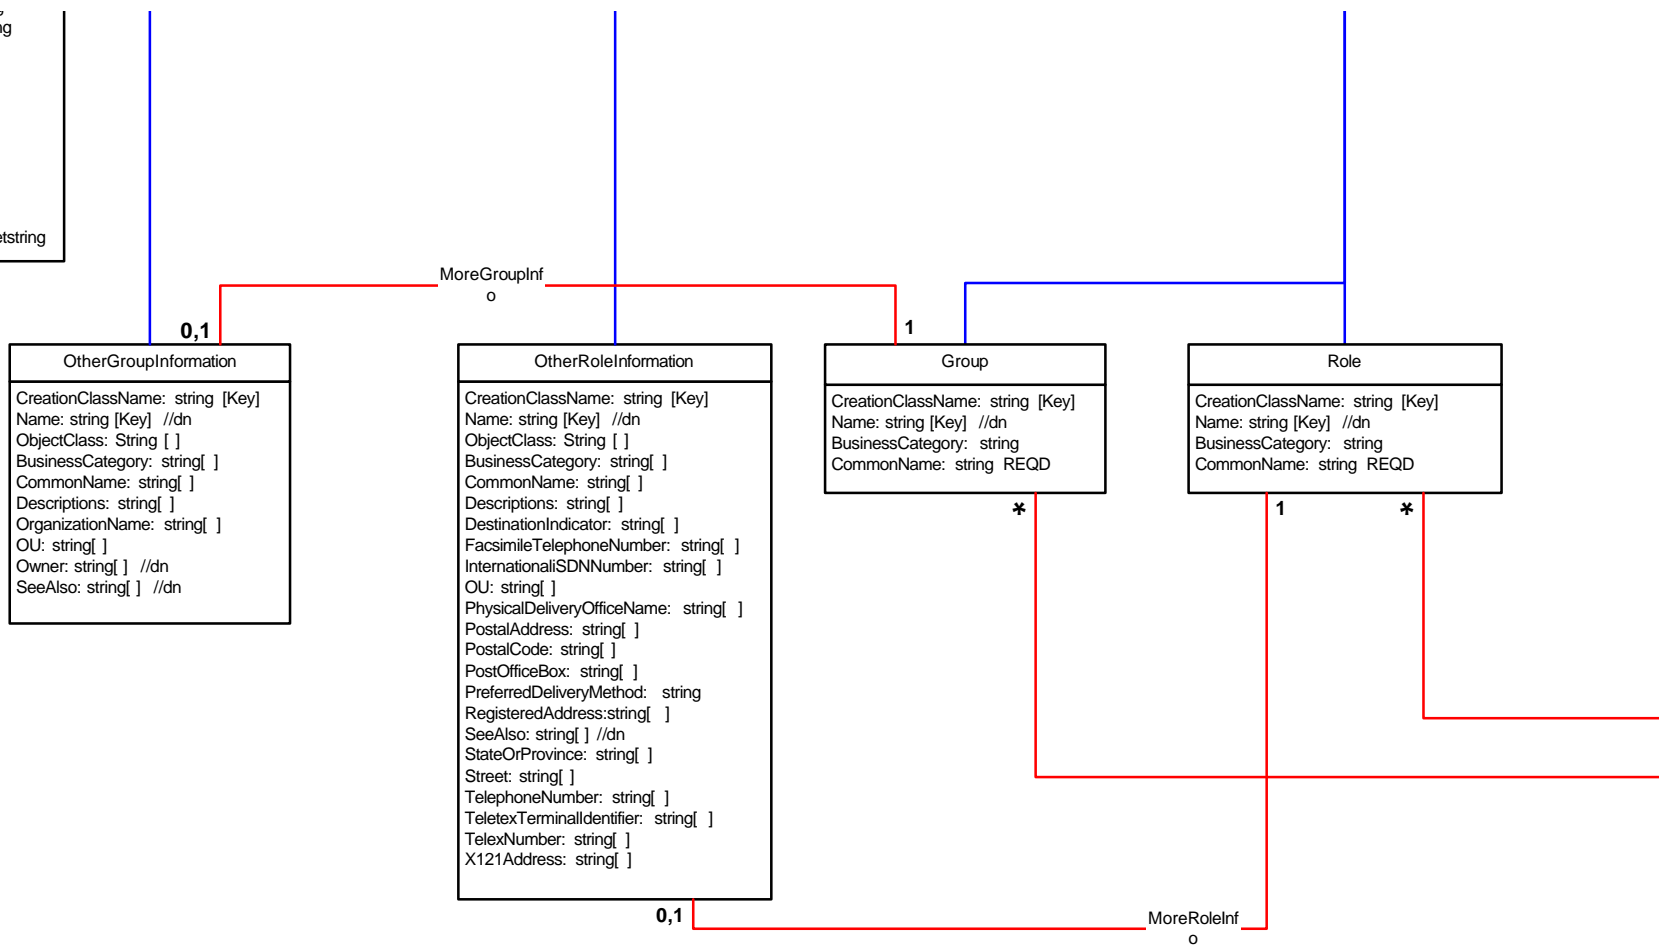 ng
etstring
MoreGroupInf
o
0,1
1
OtherGroupInformation
CreationClassName: string [Key]
Name: string [Key] //dn
ObjectClass: String [ ]
BusinessCategory: string[ ]
CommonName: string[ ]
Descriptions: string[ ]
OrganizationName: string[ ]
OU: string[ ]
Owner: string[ ] //dn
SeeAlso: string[ ] //dn
OtherRoleInformation
CreationClassName: string [Key]
Name: string [Key] //dn
ObjectClass: String [ ]
BusinessCategory: string[ ]
CommonName: string[ ]
Descriptions: string[ ]
DestinationIndicator: string[ ]
FacsimileTelephoneNumber: string[ ]
InternationaliSDNNumber: string[ ]
OU: string[ ]
PhysicalDeliveryOfficeName: string[ ]
PostalAddress: string[ ]
PostalCode: string[ ]
PostOfficeBox: string[ ]
PreferredDeliveryMethod: string
RegisteredAddress:string[ ]
SeeAlso: string[ ] //dn
StateOrProvince: string[ ]
Street: string[ ]
TelephoneNumber: string[ ]
TeletexTerminalIdentifier: string[ ]
TelexNumber: string[ ]
X121Address: string[ ]
Group
CreationClassName: string [Key]
Name: string [Key] //dn
BusinessCategory: string
CommonName: string REQD
*
Role
CreationClassName: string [Key]
Name: string [Key] //dn
BusinessCategory: string
CommonName: string REQD
1
*
0,1
MoreRoleInf
o